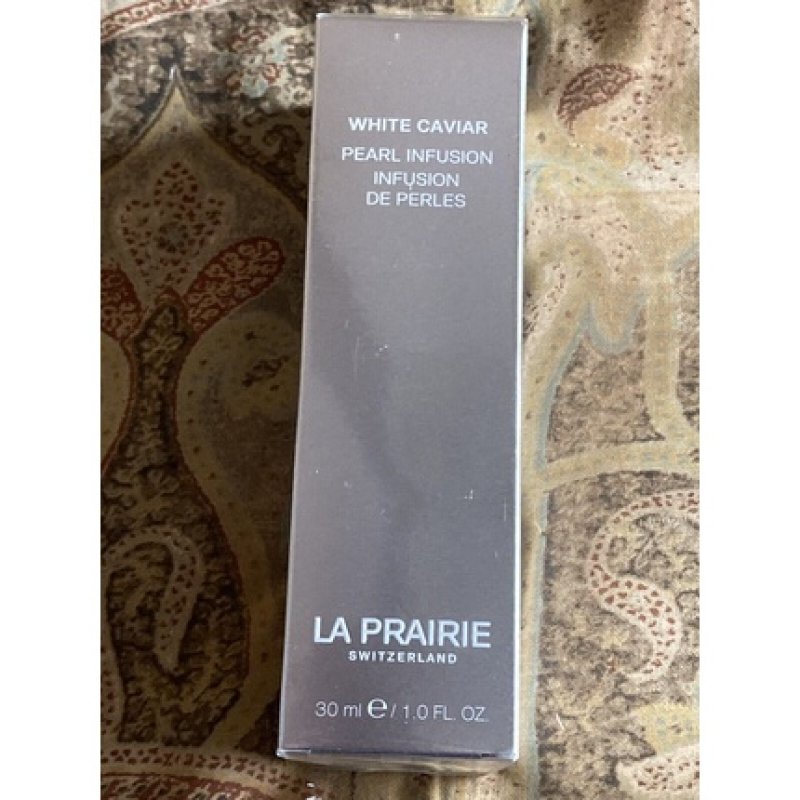 WHITE CAVIAR
PEARL INFUSION
INFUSION
DE PERLES
LA PRAIRIE
SWITZERLAND
30 ml ℮ / 1.0 FL. OZ.